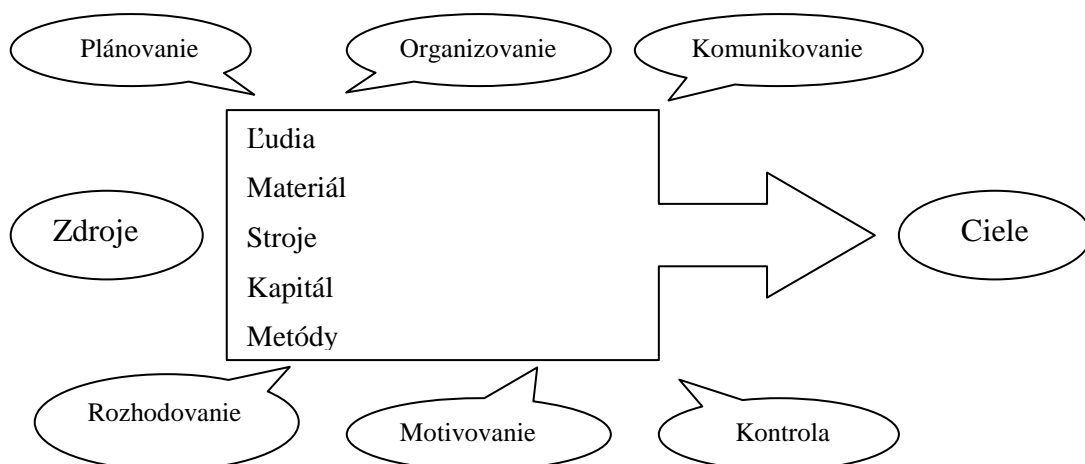 Plánovanie
Organizovanie
Komunikovanie
Ľudia
Materiál
Zdroje
Stroje
Ciele
Kapitál
Metódy
Rozhodovanie
Motivovanie
Kontrola